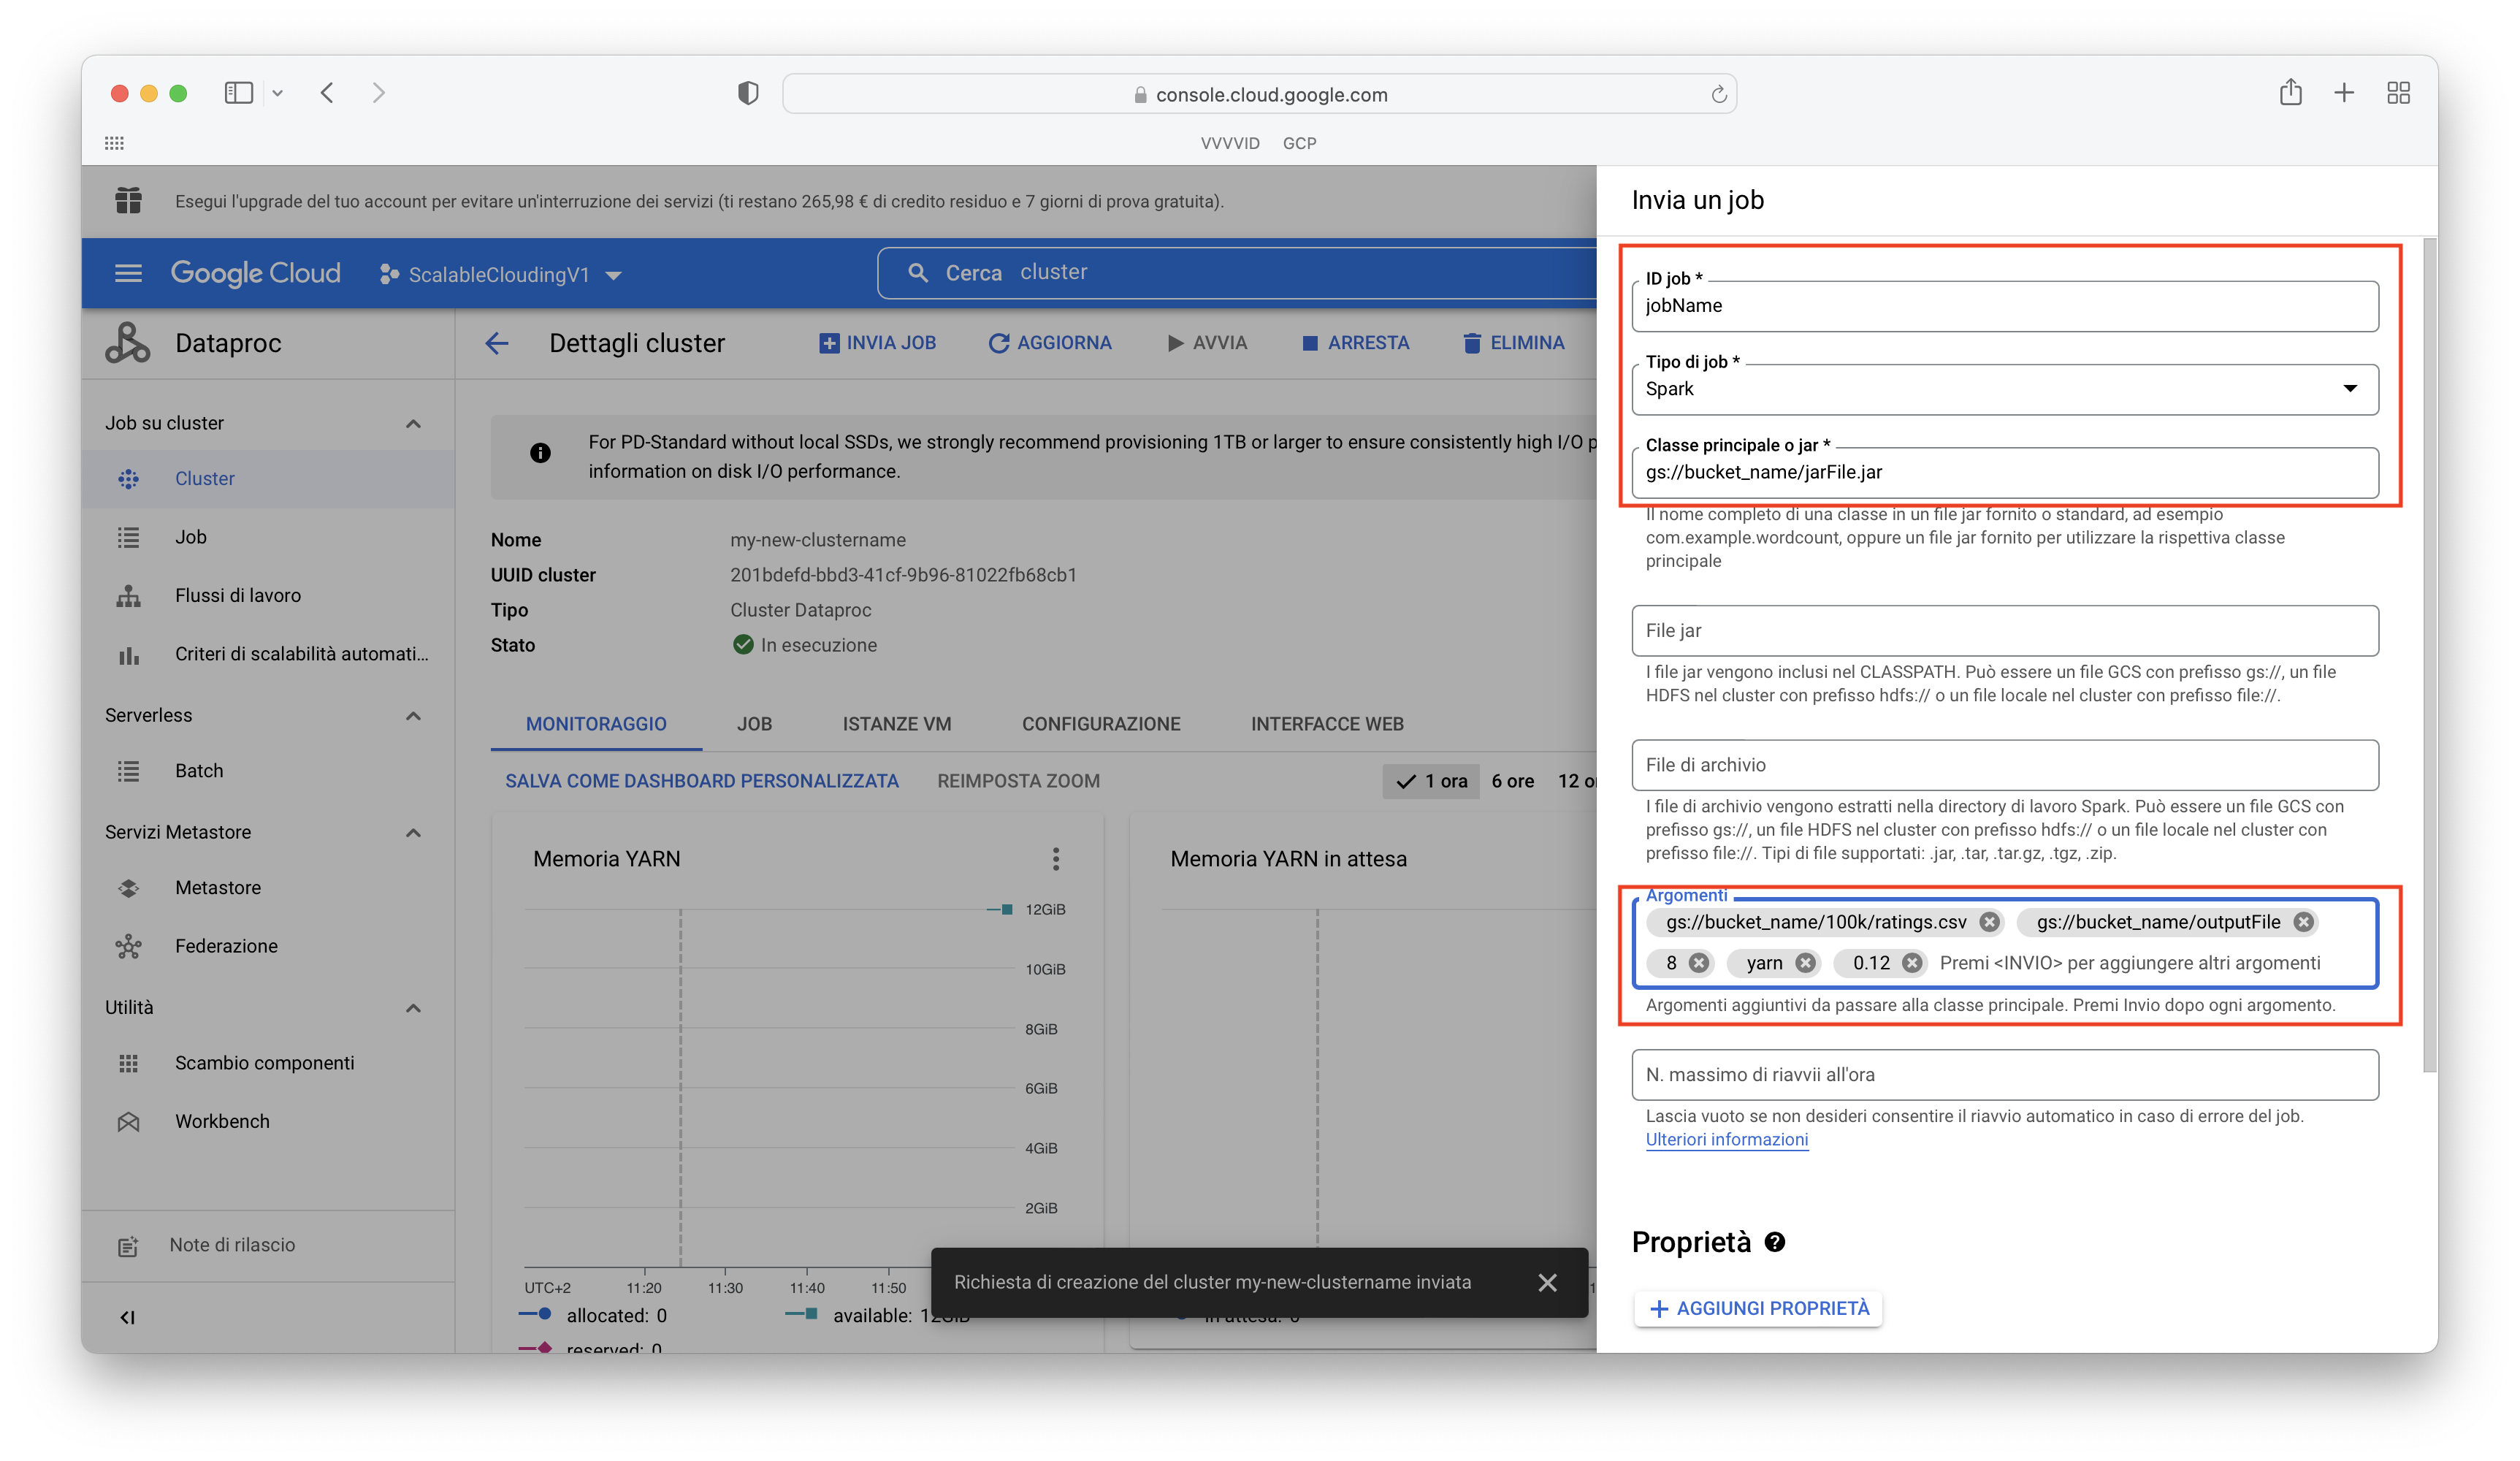 console.cloud.google.com
VVVVID GCP
Esegui l'upgrade del tuo account per evitare un'interruzione dei servizi (ti restano 265,98 € di credito residuo e 7 giorni di prova gratuita).
Google Cloud ScalableCloudingV1 Cerca cluster
Dataproc
Job su cluster
Cluster
Job
Flussi di lavoro
Criteri di scalabilità automati...
Serverless
Batch
Servizi Metastore
Metastore
Federazione
Utilità
Scambio componenti
Workbench
Note di rilascio
Dettagli cluster INVIA JOB AGGIORNA AVVIA ARRESTA ELIMINA
For PD-Standard without local SSDs, we strongly recommend provisioning 1TB or larger to ensure consistently high I/O p
information on disk I/O performance.
Nome my-new-clustername
UUID cluster 201bdefd-bbd3-41cf-9b96-81022fb68cb1
Tipo Cluster Dataproc
Stato In esecuzione
MONITORAGGIO JOB ISTANZE VM CONFIGURAZIONE INTERFACCE WEB
SALVA COME DASHBOARD PERSONALIZZATA REIMPOSTA ZOOM 1 ora 6 ore 12 o
Memoria YARN
12GiB
10GiB
8GiB
6GiB
4GiB
2GiB
UTC+2 11:20 11:30 11:40 11:50
allocated: 0 available: 12GiB
reserved: 0
Memoria YARN in attesa
in attesa: 0
Richiesta di creazione del cluster my-new-clustername inviata
Invia un job
ID job *
jobName
Tipo di job *
Spark
Classe principale o jar *
gs://bucket_name/jarFile.jar
Il nome completo di una classe in un file jar fornito o standard, ad esempio
com.example.wordcount, oppure un file jar fornito per utilizzare la rispettiva classe
principale
File jar
I file jar vengono inclusi nel CLASSPATH. Può essere un file GCS con prefisso gs://, un file
HDFS nel cluster con prefisso hdfs:// o un file locale nel cluster con prefisso file://.
File di archivio
I file di archivio vengono estratti nella directory di lavoro Spark. Può essere un file GCS con
prefisso gs://, un file HDFS nel cluster con prefisso hdfs:// o un file locale nel cluster con
prefisso file://. Tipi di file supportati: .jar, .tar, .tar.gz, .tgz, .zip.
Argomenti
gs://bucket_name/100k/ratings.csv gs://bucket_name/outputFile
8 yarn 0.12 Premi <INVIO> per aggiungere altri argomenti
Argomenti aggiuntivi da passare alla classe principale. Premi Invio dopo ogni argomento.
N. massimo di riavvii all'ora
Lascia vuoto se non desideri consentire il riavvio automatico in caso di errore del job.
Ulteriori informazioni
Proprietà
AGGIUNGI PROPRIETÀ